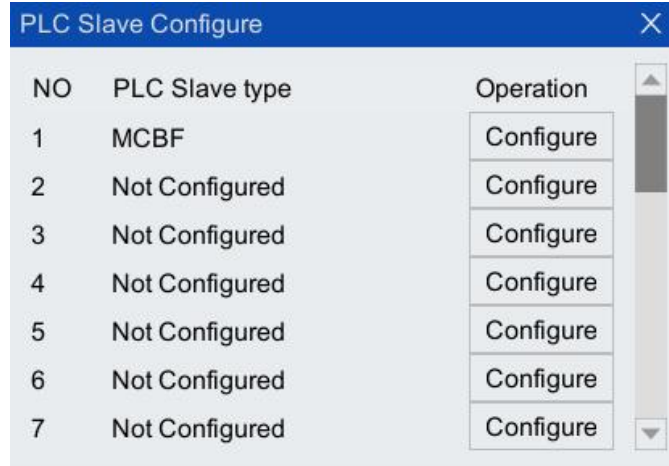 PLC Slave Configure
NO PLC Slave type Operation
1 MCBF Configure
2 Not Configured Configure
3 Not Configured Configure
4 Not Configured Configure
5 Not Configured Configure
6 Not Configured Configure
7 Not Configured Configure